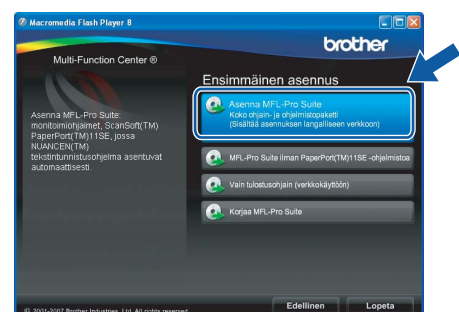 Macromedia Flash Player 8
brother
Multi-Function Center ®
Ensimmäinen asennus
Asenna MFL-Pro Suite:
monitoimiohjaimet, ScanSoft(TM)
PaperPort(TM)11SE, jossa
NUANCEN(TM)
tekstintunnistusohjelma asentuvat
automaattisesti.
Asenna MFL-Pro Suite
Koko ohjain- ja ohjelmistopaketti
(Sisältää asennuksen langalliseen verkkoon)
MFL-Pro Suite ilman PaperPort(TM)11SE -ohjelmistoa
Vain tulostusohjain (verkkokäyttöön)
Korjaa MFL-Pro Suite
Edellinen
Lopeta
© 2001-2007 Brother Industries, Ltd. All rights reserved.